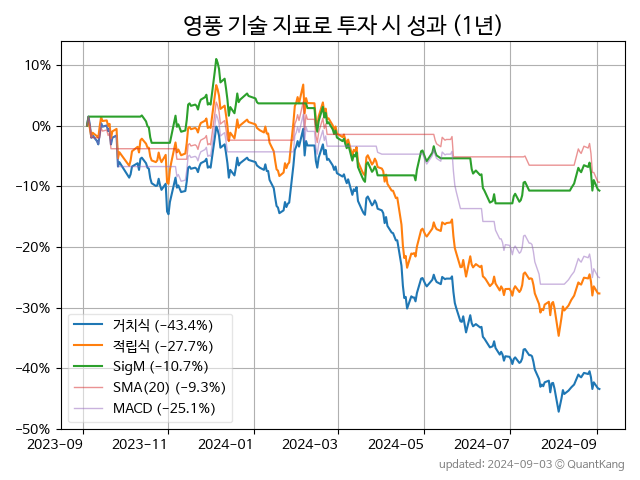 영풍 기술 지표로 투자 시 성과 (1년)
10%
0%
−10%
−20%
−30%
−40%
−50%
거치식 (−43.4%)
적립식 (−27.7%)
SigM (−10.7%)
SMA(20) (−9.3%)
MACD (−25.1%)
2023-09 2023-11 2024-01 2024-03 2024-05 2024-07 2024-09
updated: 2024-09-03 © QuantKang